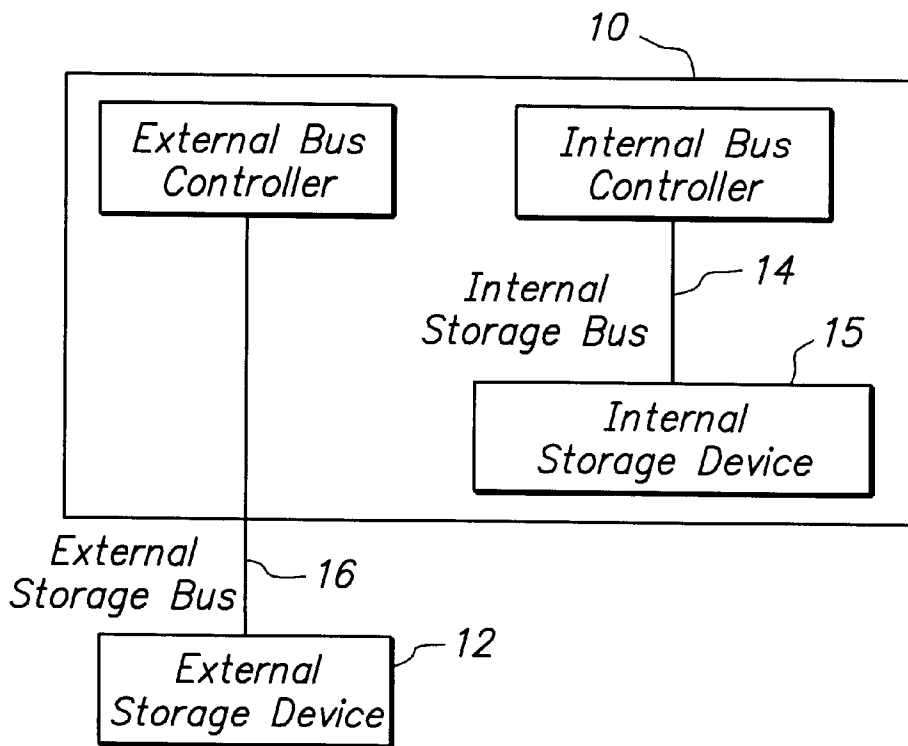 10
External Bus
Controller
Internal Bus
Controller
Internal
Storage Bus
14
15
Internal
Storage Device
External
Storage Bus
16
12
External
Storage Device